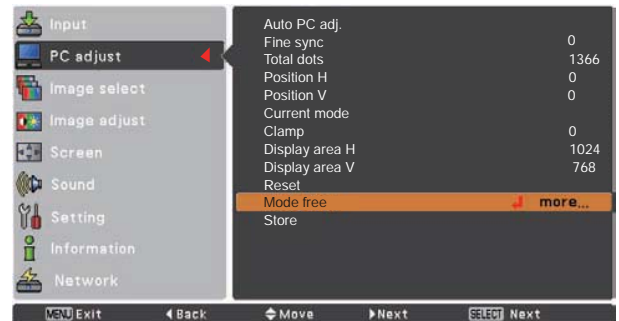 Input
PC adjust
Image select
Image adjust
Screen
Sound
Setting
Information
Network
Auto PC adj.
Fine sync 0
Total dots 1366
Position H 0
Position V 0
Current mode
Clamp 0
Display area H 1024
Display area V 768
Reset
Mode free more...
Store
MENU Exit Back Move Next SELECT Next